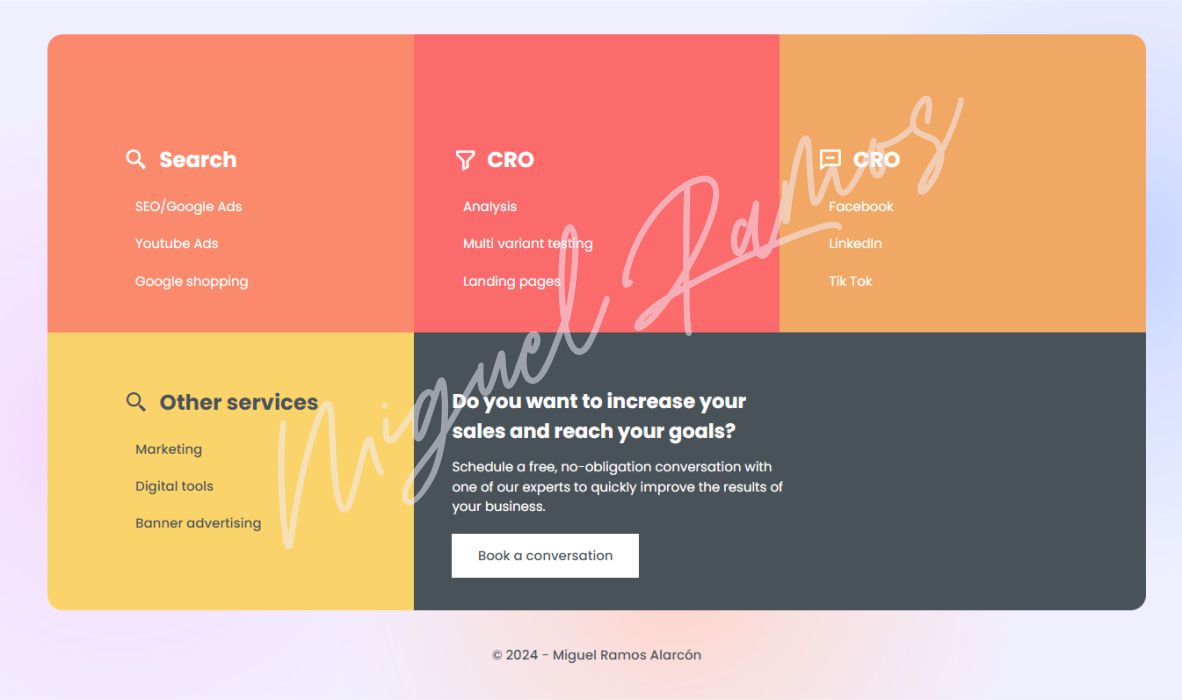 Search
SEO/Google Ads
Youtube Ads
Google shopping
CRO
Analysis
Multi variant testing
Landing pages
CRO
Facebook
LinkedIn
Tik Tok
Other services
Marketing
Digital tools
Banner advertising
Do you want to increase your
sales and reach your goals?
Schedule a free, no-obligation conversation with
one of our experts to quickly improve the results of
your business.
Book a conversation
Miguel Ramos
© 2024 - Miguel Ramos Alarcón